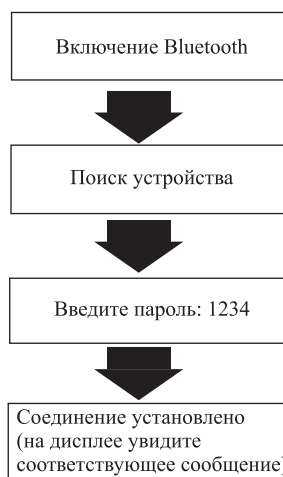 Включение Bluetooth
Поиск устройства
Введите пароль: 1234
Соединение установлено
(на дисплее увидите
соответствующее сообщение)